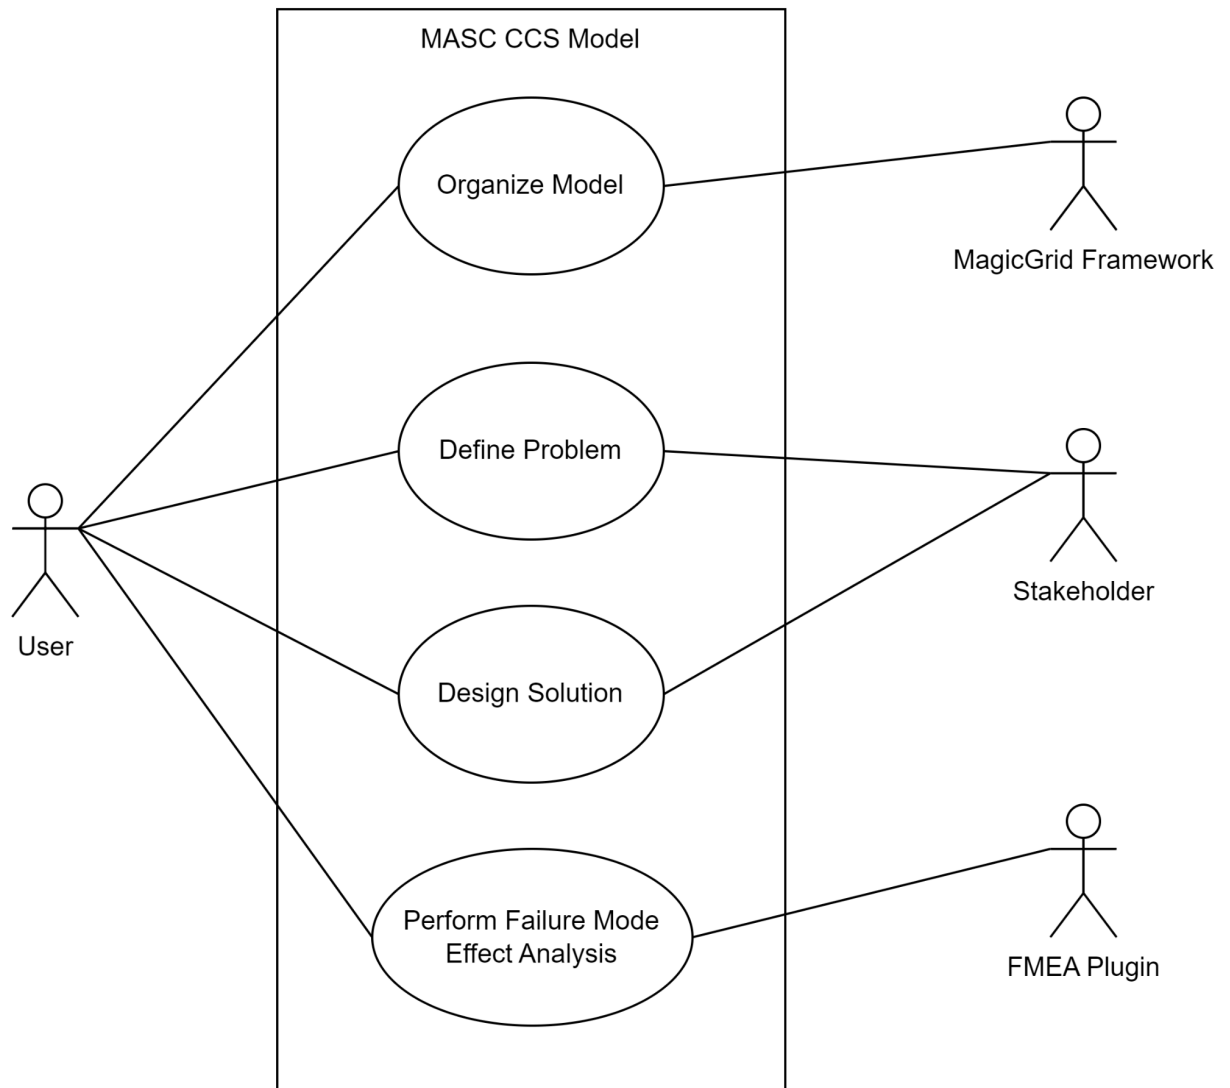 MASC CCS Model
Organize Model
MagicGrid Framework
Define Problem
Stakeholder
User
Design Solution
Perform Failure Mode
Effect Analysis
FMEA Plugin